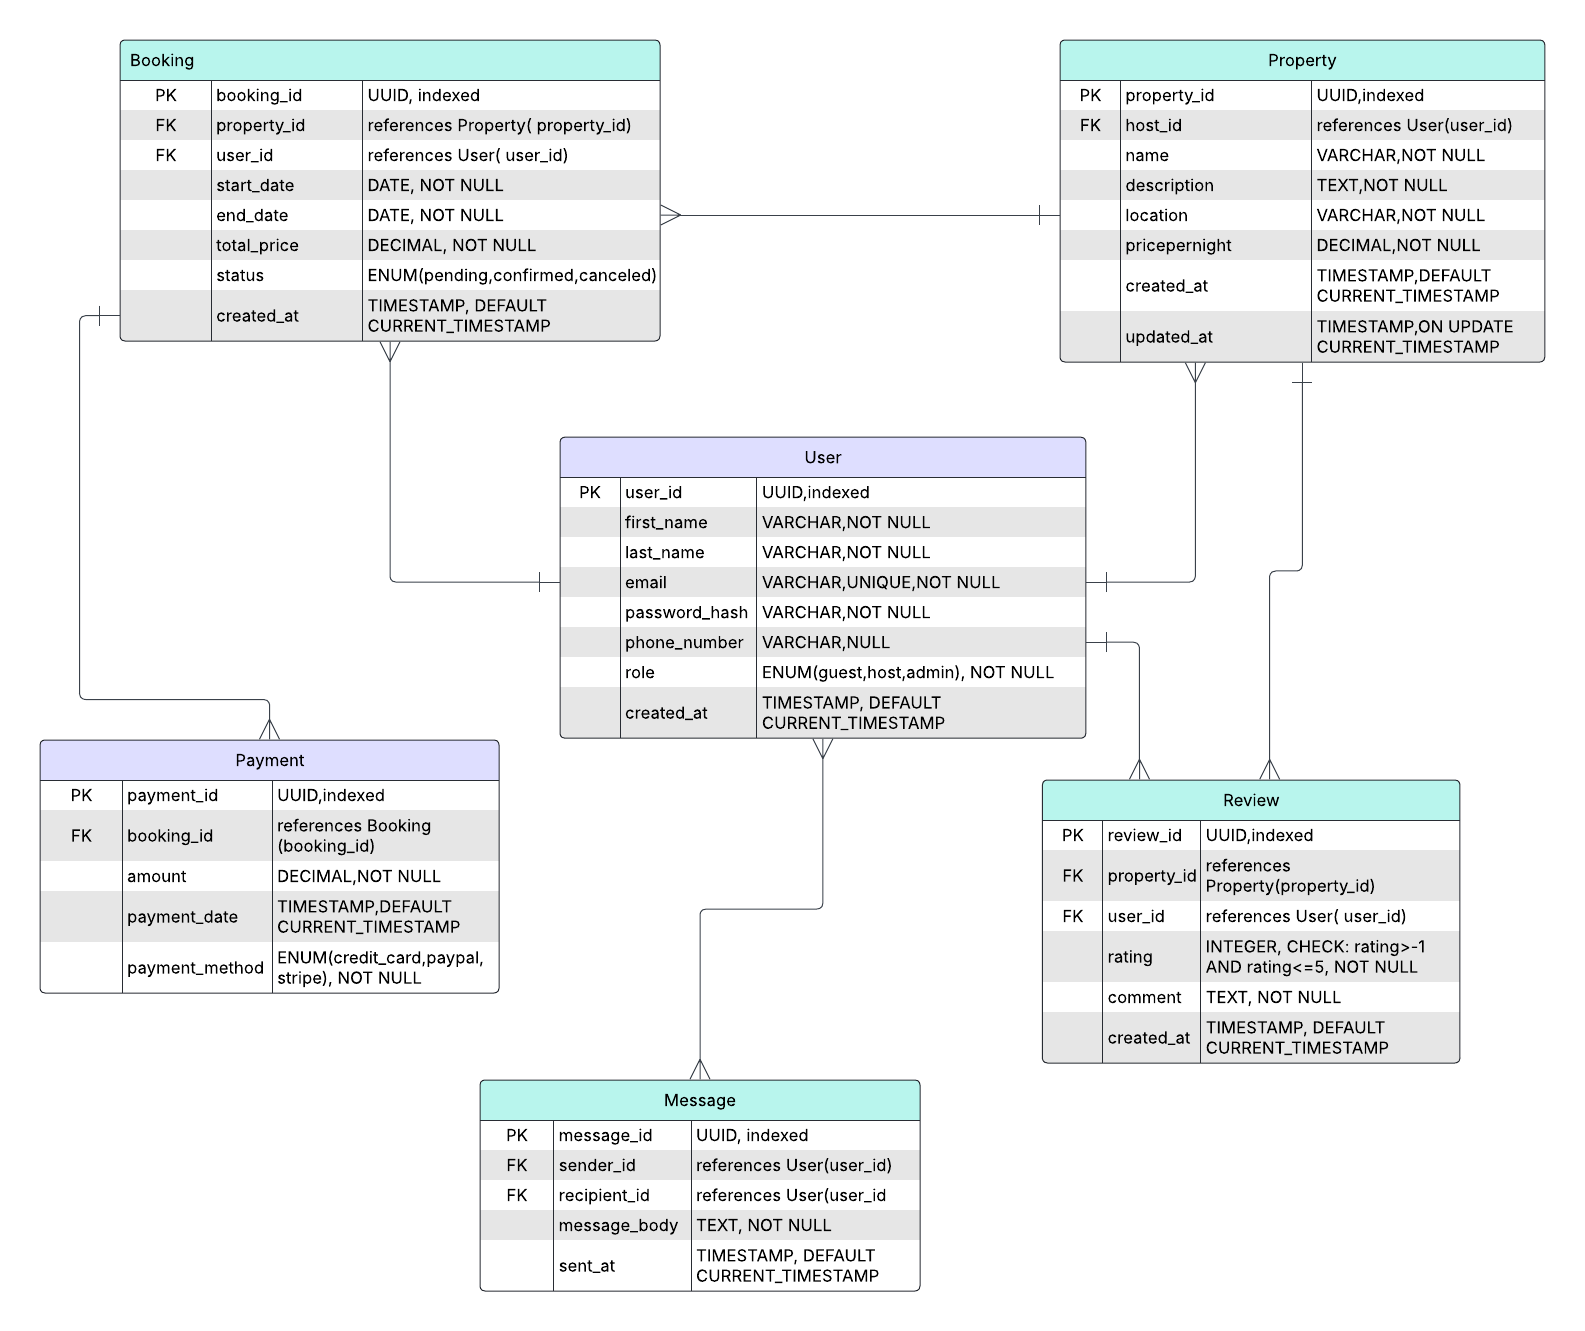 Booking
PK booking_id UUID, indexed
FK property_id references Property( property_id)
FK user_id references User( user_id)
start_date DATE, NOT NULL
end_date DATE, NOT NULL
total_price DECIMAL, NOT NULL
status ENUM(pending,confirmed,canceled)
created_at TIMESTAMP, DEFAULT
CURRENT_TIMESTAMP
Property
PK property_id UUID,indexed
FK host_id references User(user_id)
name VARCHAR,NOT NULL
description TEXT,NOT NULL
location VARCHAR,NOT NULL
pricepernight DECIMAL,NOT NULL
created_at TIMESTAMP,DEFAULT
CURRENT_TIMESTAMP
updated_at TIMESTAMP,ON UPDATE
CURRENT_TIMESTAMP
User
PK user_id UUID,indexed
first_name VARCHAR,NOT NULL
last_name VARCHAR,NOT NULL
email VARCHAR,UNIQUE,NOT NULL
password_hash VARCHAR,NOT NULL
phone_number VARCHAR,NULL
role ENUM(guest,host,admin), NOT NULL
created_at TIMESTAMP, DEFAULT
CURRENT_TIMESTAMP
Payment
PK payment_id UUID,indexed
FK booking_id references Booking
(booking_id)
amount DECIMAL,NOT NULL
payment_date TIMESTAMP,DEFAULT
CURRENT_TIMESTAMP
payment_method ENUM(credit_card,paypal,
stripe), NOT NULL
Review
PK review_id UUID,indexed
FK property_id references
Property(property_id)
FK user_id references User( user_id)
rating INTEGER, CHECK: rating>-1
AND rating<=5, NOT NULL
comment TEXT, NOT NULL
created_at TIMESTAMP, DEFAULT
CURRENT_TIMESTAMP
Message
PK message_id UUID, indexed
FK sender_id references User(user_id)
FK recipient_id references User(user_id
message_body TEXT, NOT NULL
sent_at TIMESTAMP, DEFAULT
CURRENT_TIMESTAMP